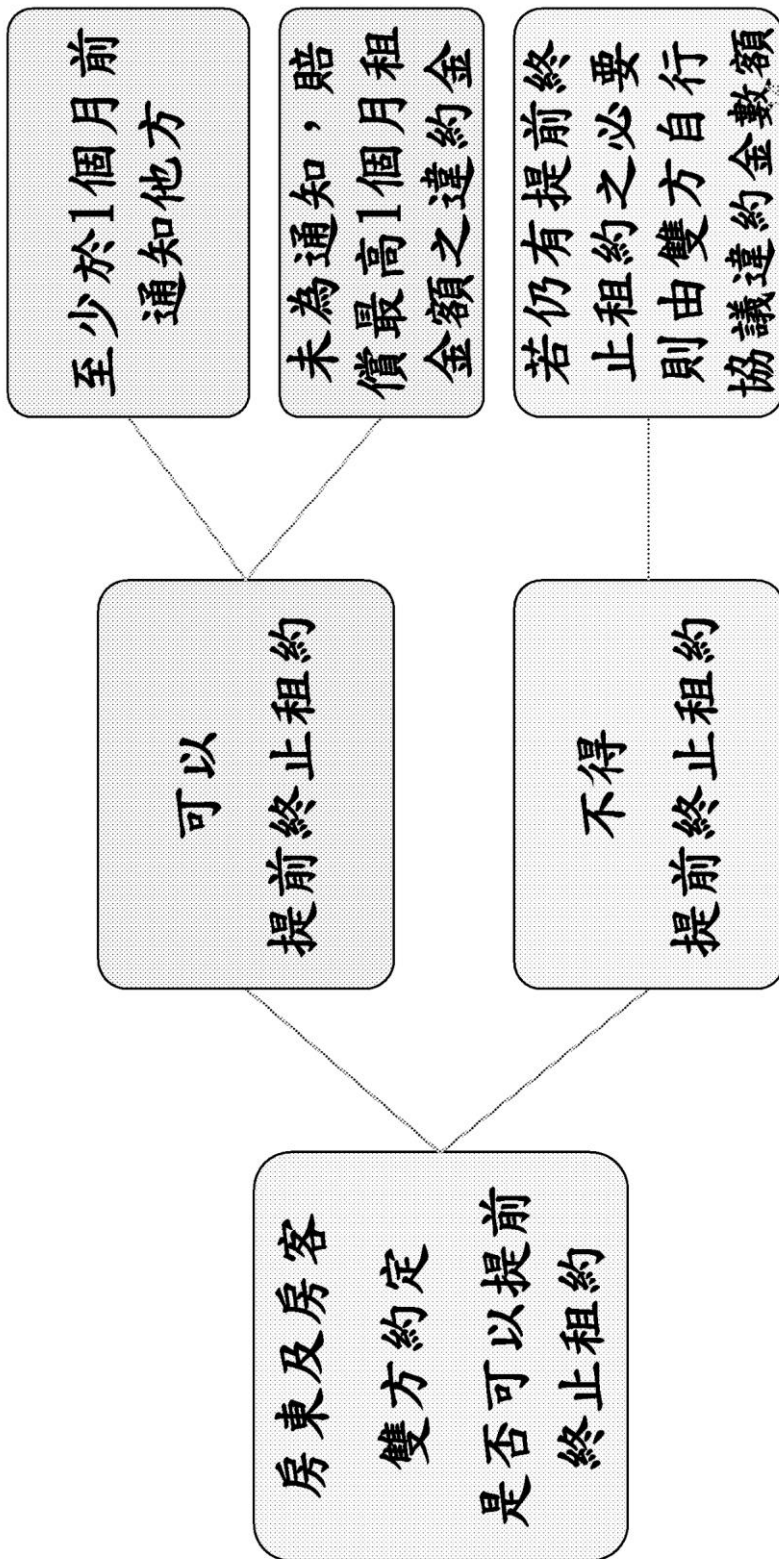 房東及房客
雙方約定
是否可以提前
終止租約
可以
提前終止租約
不得
提前終止租約
至少於1個月前
通知他方
未為通知，賠
償最高1個月租
金額之違約金
若仍有提前終
止租約之必要
則由雙方自行
協議違約金數額